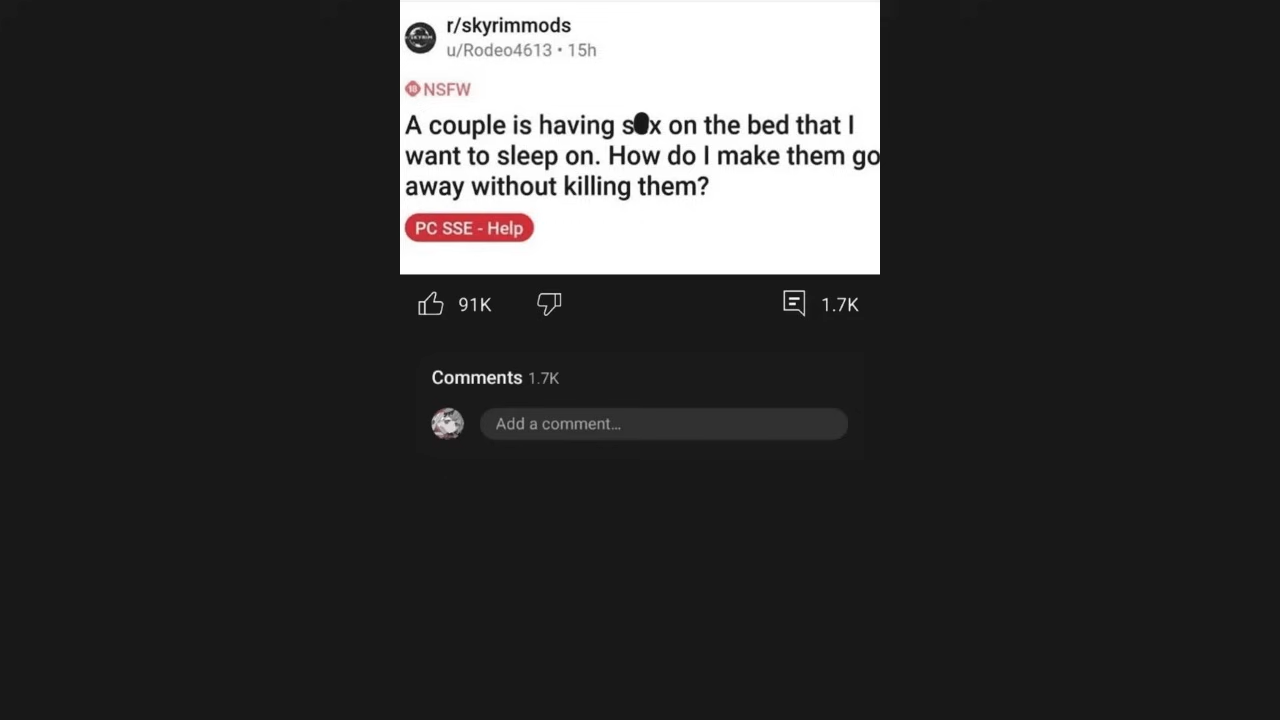 r/skyrimmods
u/Rodeo4613 • 15h
18 NSFW
A couple is having s x on the bed that I
want to sleep on. How do I make them go
away without killing them?
PC SSE - Help
91K
1.7K
Comments 1.7K
Add a comment...